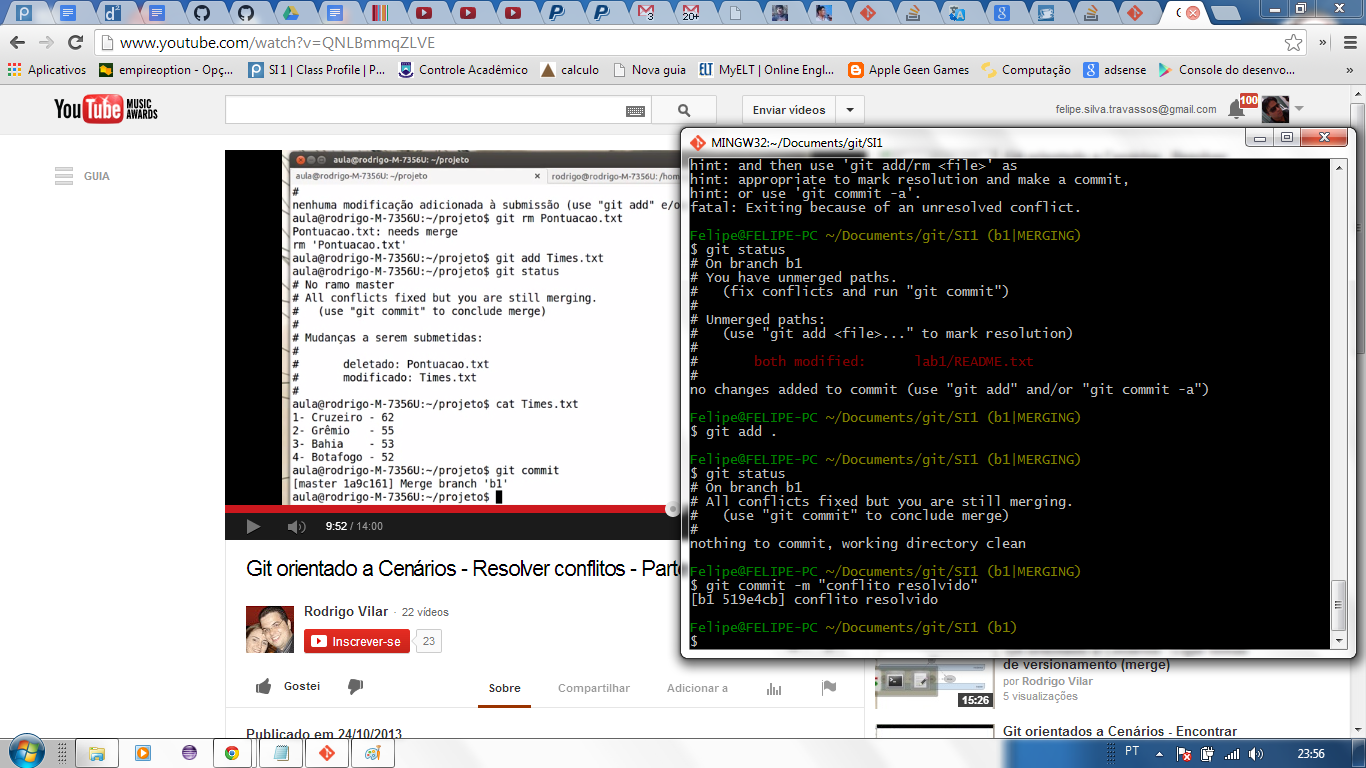 www.youtube.com/watch?v=QNLBmmqZLVE
Aplicativos
empireoption - Opç...
SI 1 | Class Profile | P...
Controle Acadêmico
calculo
Nova guia
MyELT | Online Engl...
Apple Geen Games
Computação
adsense
Console do desenvo...
You Tube MUSIC AWARDS
Enviar vídeos
felipe.silva.travassos@gmail.com
100
GUIA
aula@rodrigo-M-7356U: ~/projeto
aula@rodrigo-M-7356U: ~/projeto
rodrigo@rodrigo-M-7356U: /hom
#
nenhuma modificação adicionada à submissão (use "git add" e/o
aula@rodrigo-M-7356U:~/projeto$ git rm Pontuacao.txt
Pontuacao.txt: needs merge
rm 'Pontuacao.txt'
aula@rodrigo-M-7356U:~/projeto$ git add Times.txt
aula@rodrigo-M-7356U:~/projeto$ git status
# No ramo master
# All conflicts fixed but you are still merging.
#   (use "git commit" to conclude merge)
#
# Mudanças a serem submetidas:
#
#       deletado: Pontuacao.txt
#       modificado: Times.txt
#
aula@rodrigo-M-7356U:~/projeto$ cat Times.txt
1- Cruzeiro - 62
2- Grêmio   - 55
3- Bahia    - 53
4- Botafogo - 52
aula@rodrigo-M-7356U:~/projeto$ git commit
[master 1a9c161] Merge branch 'b1'
aula@rodrigo-M-7356U:~/projeto$
9:52 / 14:00
Git orientado a Cenários - Resolver conflitos - Parte
Rodrigo Vilar · 22 vídeos
Inscrever-se
23
Gostei
Sobre
Compartilhar
Adicionar a
Publicado em 24/10/2013
MINGW32:~/Documents/git/SI1
hint: and then use 'git add/rm <file>' as
hint: appropriate to mark resolution and make a commit,
hint: or use 'git commit -a'.
fatal: Exiting because of an unresolved conflict.
Felipe@FELIPE-PC ~/Documents/git/SI1 (b1|MERGING)
$ git status
# On branch b1
# You have unmerged paths.
#   (fix conflicts and run "git commit")
#
# Unmerged paths:
#   (use "git add <file>..." to mark resolution)
#
#       both modified:      lab1/README.txt
#
no changes added to commit (use "git add" and/or "git commit -a")
Felipe@FELIPE-PC ~/Documents/git/SI1 (b1|MERGING)
$ git add .
Felipe@FELIPE-PC ~/Documents/git/SI1 (b1|MERGING)
$ git status
# On branch b1
# All conflicts fixed but you are still merging.
#   (use "git commit" to conclude merge)
#
nothing to commit, working directory clean
Felipe@FELIPE-PC ~/Documents/git/SI1 (b1|MERGING)
$ git commit -m "conflito resolvido"
[b1 519e4cb] conflito resolvido
Felipe@FELIPE-PC ~/Documents/git/SI1 (b1)
$
de versionamento (merge)
por Rodrigo Vilar
5 visualizações
15:26
Git orientados a Cenários - Encontrar
PT
23:56